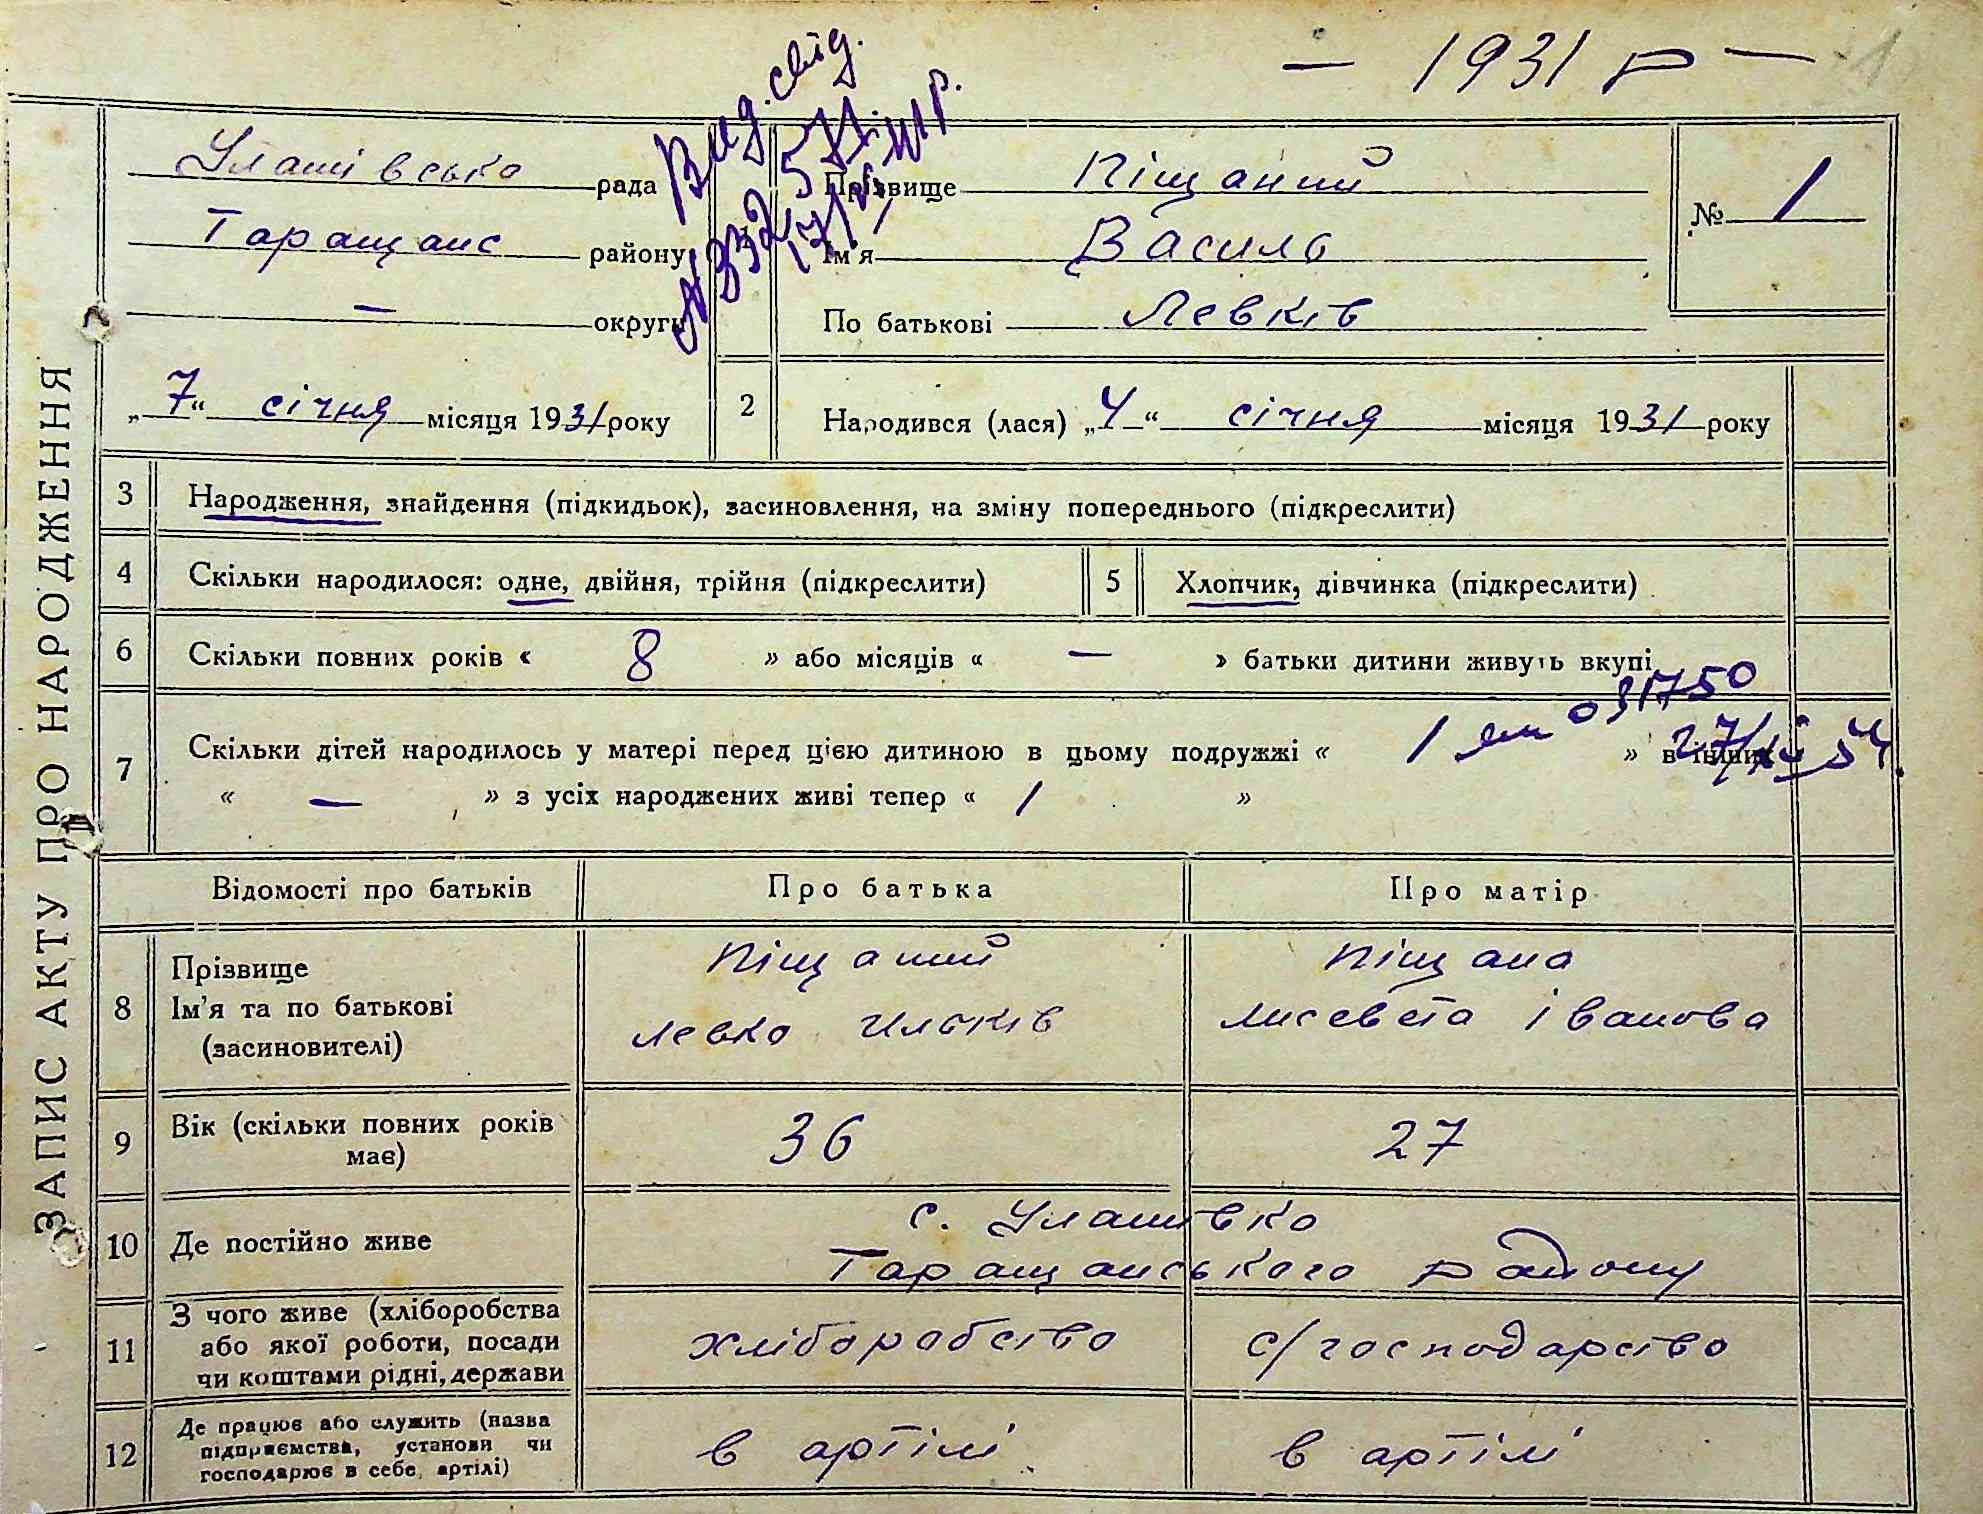 — 1931 р —
1
ЗАПИС АКТУ ПРО НАРОДЖЕННЯ
Улашівська рада
Таращанс району
— округи
Вид. свід.
„7“ січня місяця 1931 року
Прізвище Піщаний
Ім'я Василь
По батькові Левків
№ 1
2 Народився (лася) „4“ січня місяця 1931 року
3 Народження, знайдення (підкидьок), засиновлення, на зміну попереднього (підкреслити)
4 Скільки народилося: одне, двійня, трійня (підкреслити) 5 Хлопчик, дівчинка (підкреслити)
6 Скільки повних років « 8 » або місяців « — » батьки дитини живуть вкупі
7 Скільки дітей народилось у матері перед цією дитиною в цьому подружжі « 1 » в інших
« — » з усіх народжених живі тепер « 1 »
Відомості про батьків Про батька Про матір
8 Прізвище
Ім'я та по батькові
(засиновителі)
Піщаний
Левко Ильків
Піщана
Лисевета Іванова
9 Вік (скільки повних років має) 36 27
10 Де постійно живе с. Улашівка
Таращанського району
11 З чого живе (хліборобства
або якої роботи, посади
чи коштами рідні, держави
хліборобство с/господарство
12 Де працює або служить (назва
підприємства, установи чи
господарює в себе, артілі)
в артілі в артілі